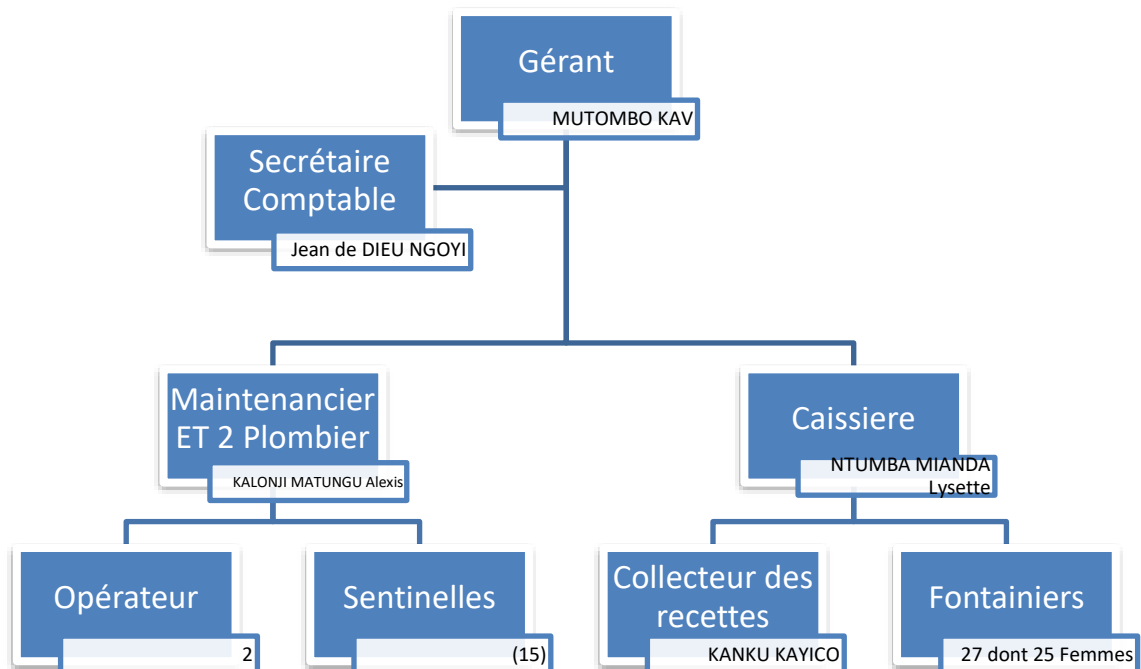 Gérant
MUTOMBO KAV
Secrétaire
Comptable
Jean de DIEU NGOYI
Maintenancier
ET 2 Plombier
KALONJI MATUNGU Alexis
Caissiere
NTUMBA MIANDA
Lysette
Opérateur
2
Sentinelles
(15)
Collecteur des
recettes
KANKU KAYICO
Fontainiers
27 dont 25 Femmes